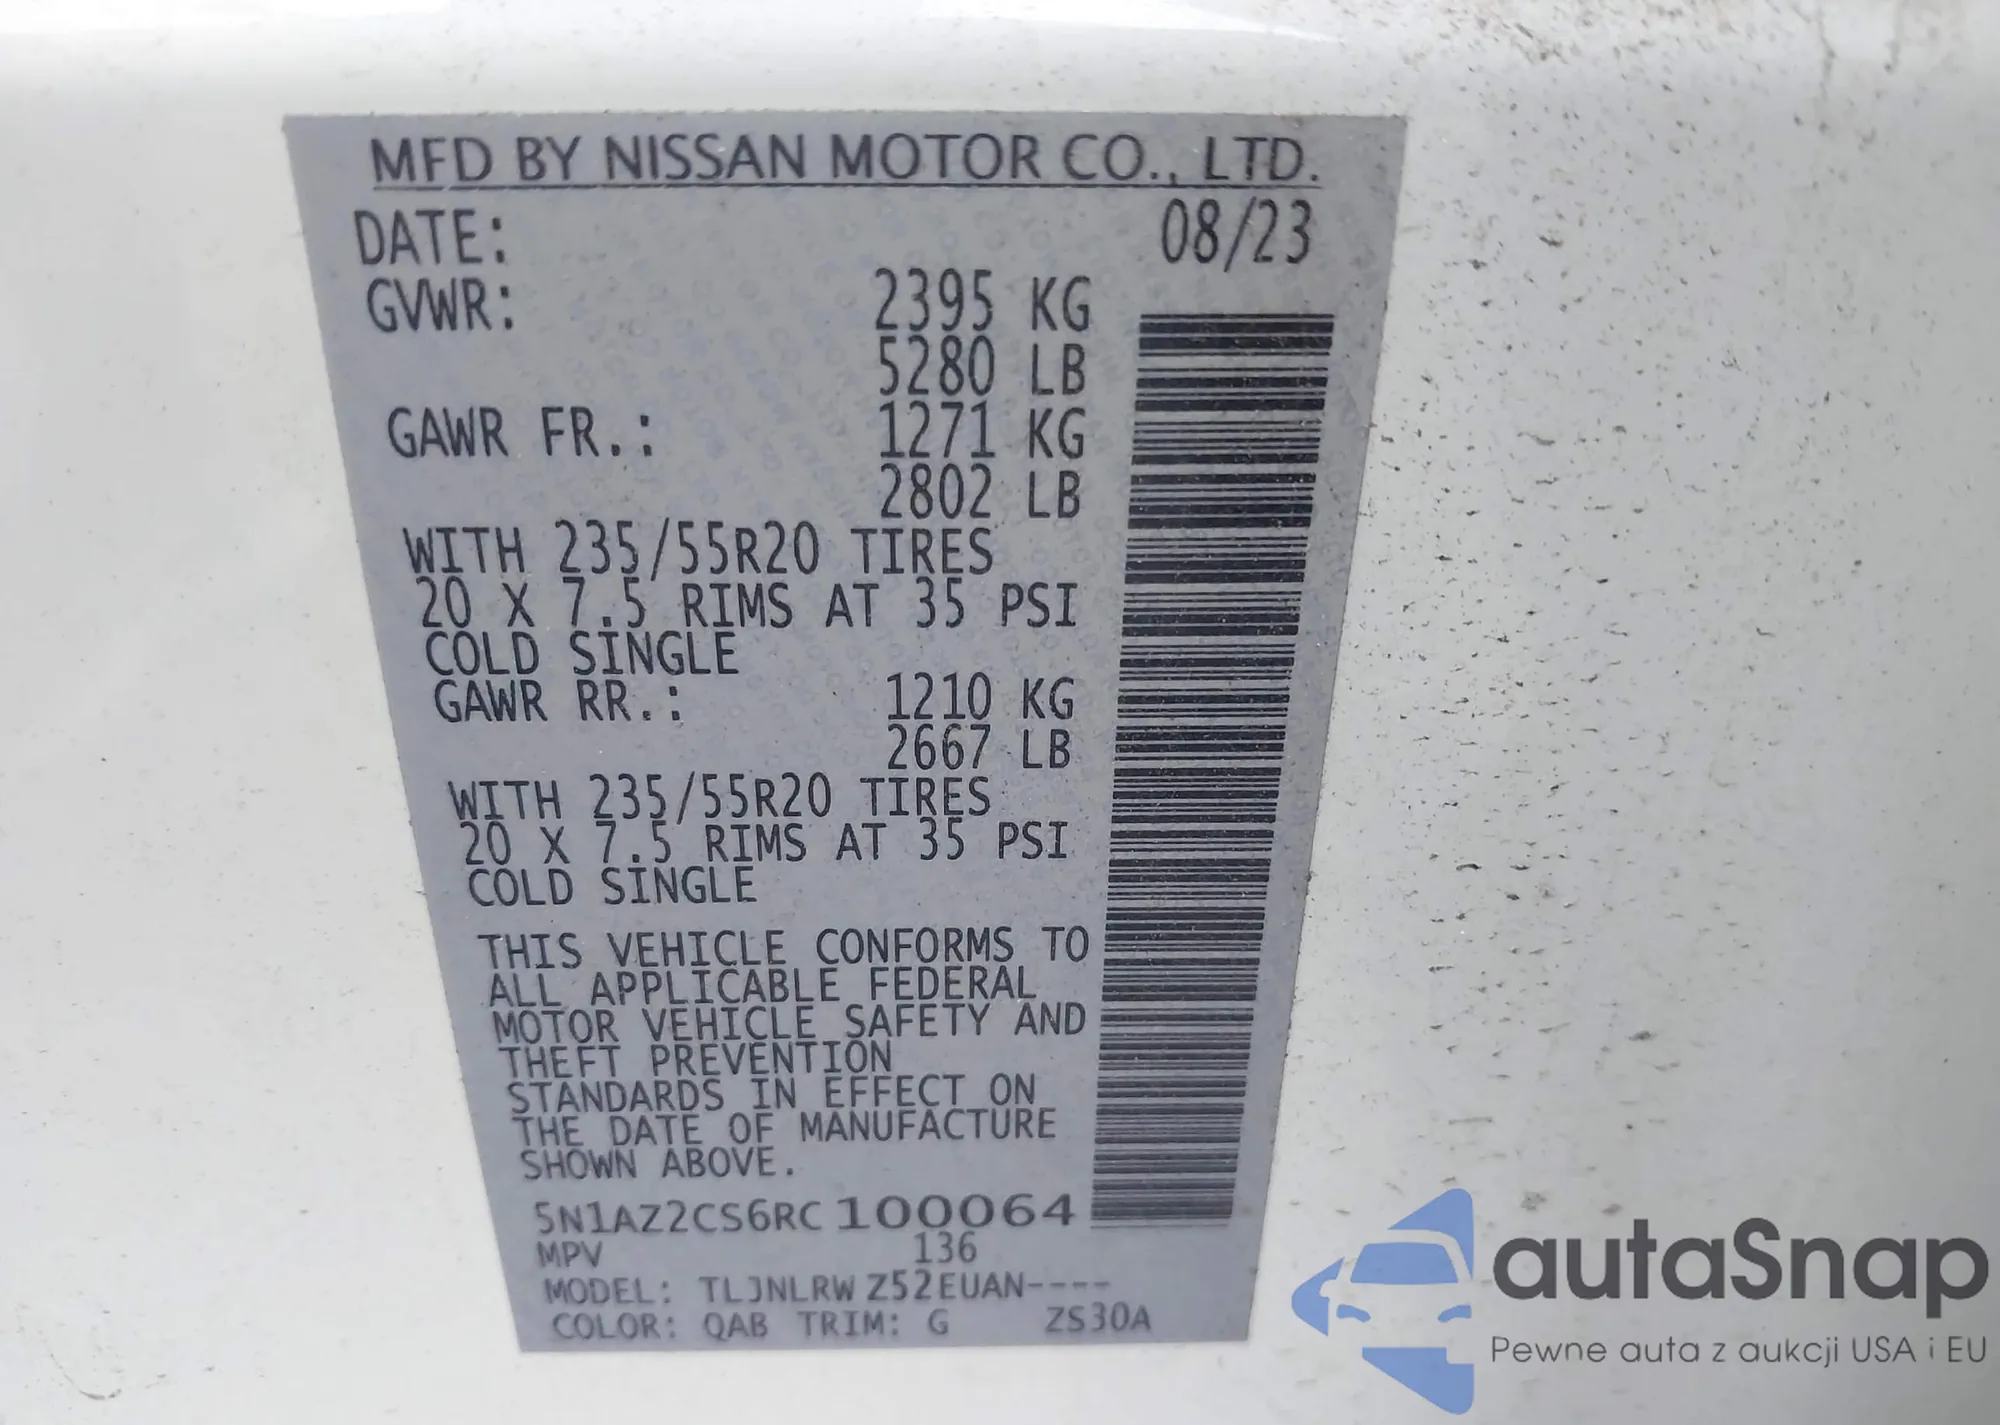 MFD BY NISSAN MOTOR CO., LTD.
DATE: 08/23
GVWR: 2395 KG
5280 LB
GAWR FR.: 1271 KG
2802 LB
WITH 235/55R20 TIRES
20 X 7.5 RIMS AT 35 PSI
COLD SINGLE
GAWR RR.: 1210 KG
2667 LB
WITH 235/55R20 TIRES
20 X 7.5 RIMS AT 35 PSI
COLD SINGLE
THIS VEHICLE CONFORMS TO
ALL APPLICABLE FEDERAL
MOTOR VEHICLE SAFETY AND
THEFT PREVENTION
STANDARDS IN EFFECT ON
THE DATE OF MANUFACTURE
SHOWN ABOVE.
5N1AZ2CS6RC100064
MPV 136
MODEL: TLJNLRW Z52EUAN----
COLOR: QAB TRIM: G ZS30A
autaSnap
Pewne auta z aukcji USA i EU